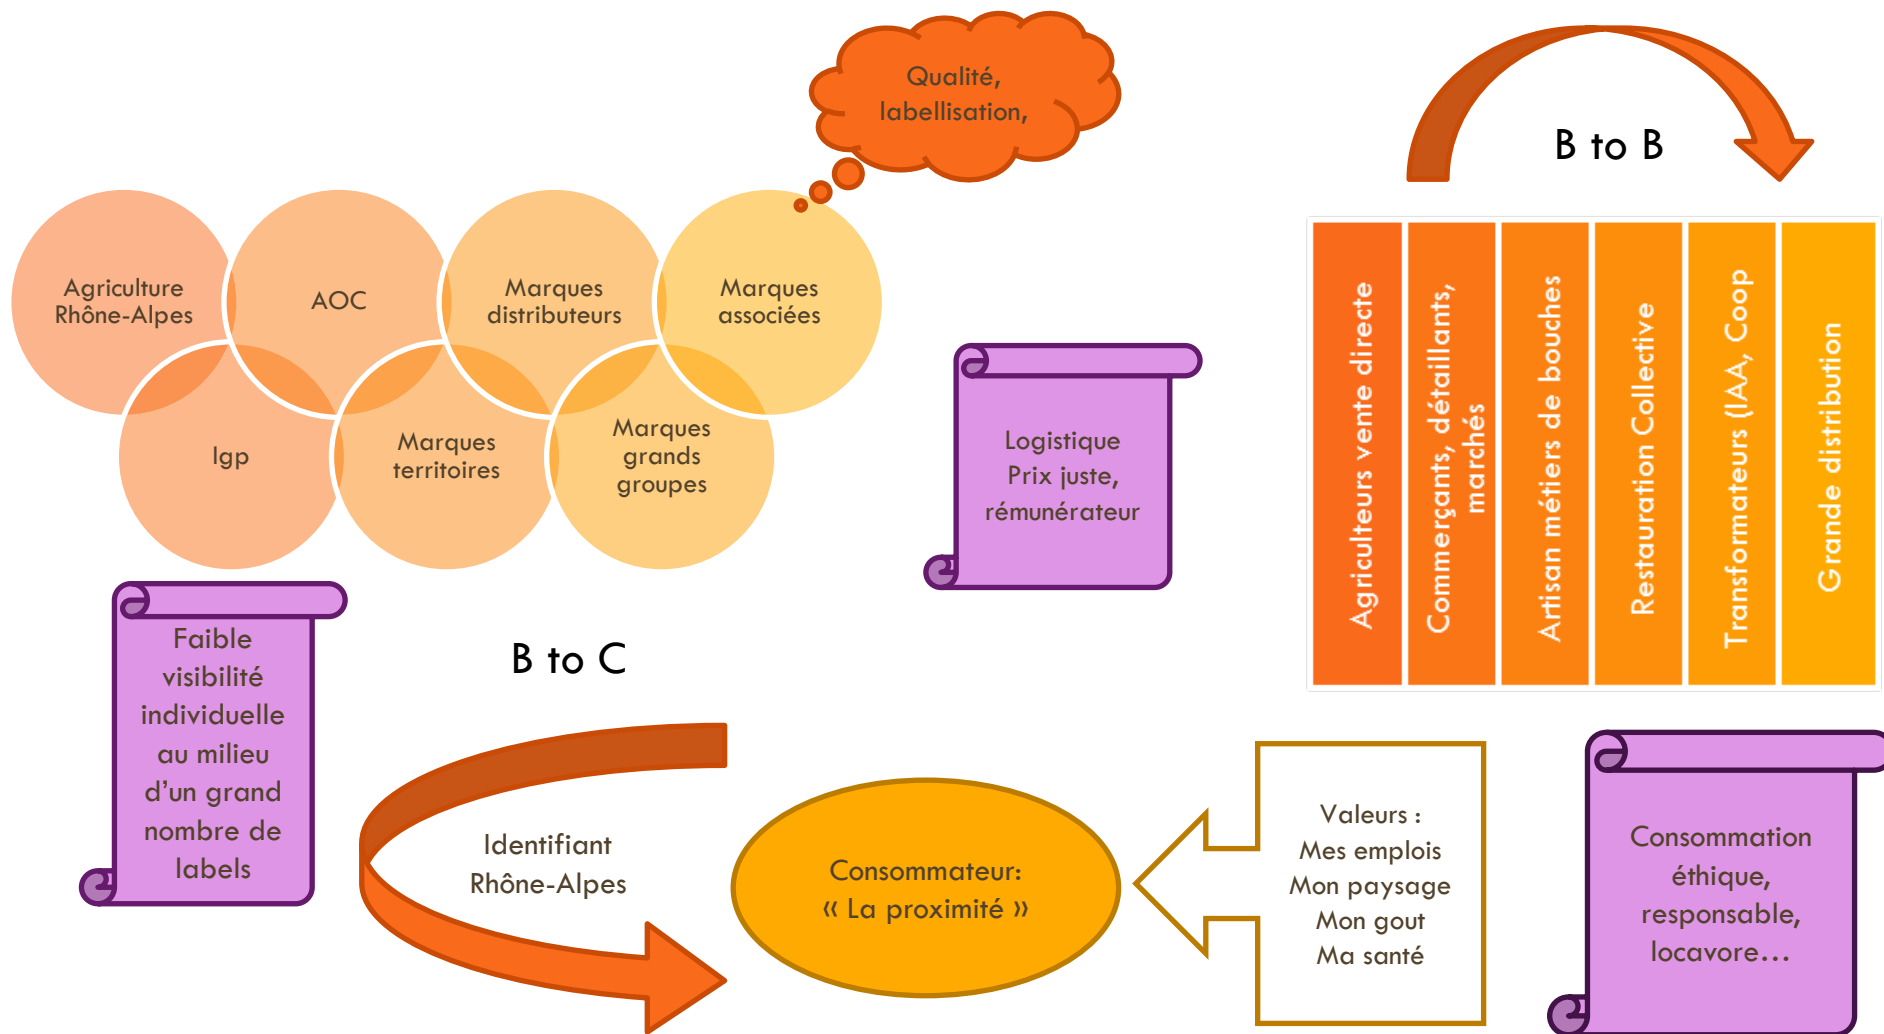 Qualité,
labellisation,
B to B
Agriculture
Rhône-Alpes
AOC
Marques
distributeurs
Marques
associées
Igp
Marques
territoires
Marques
grands
groupes
Logistique
Prix juste,
rémunérateur
Agriculteurs vente directe
Commerçants, détaillants,
marchés
Artisan métiers de bouches
Restauration Collective
Transformateurs (IAA, Coop
Grande distribution
Faible
visibilité
individuelle
au milieu
d’un grand
nombre de
labels
B to C
Identifiant
Rhône-Alpes
Consommateur:
« La proximité »
Valeurs :
Mes emplois
Mon paysage
Mon gout
Ma santé
Consommation
éthique,
responsable,
locavore…